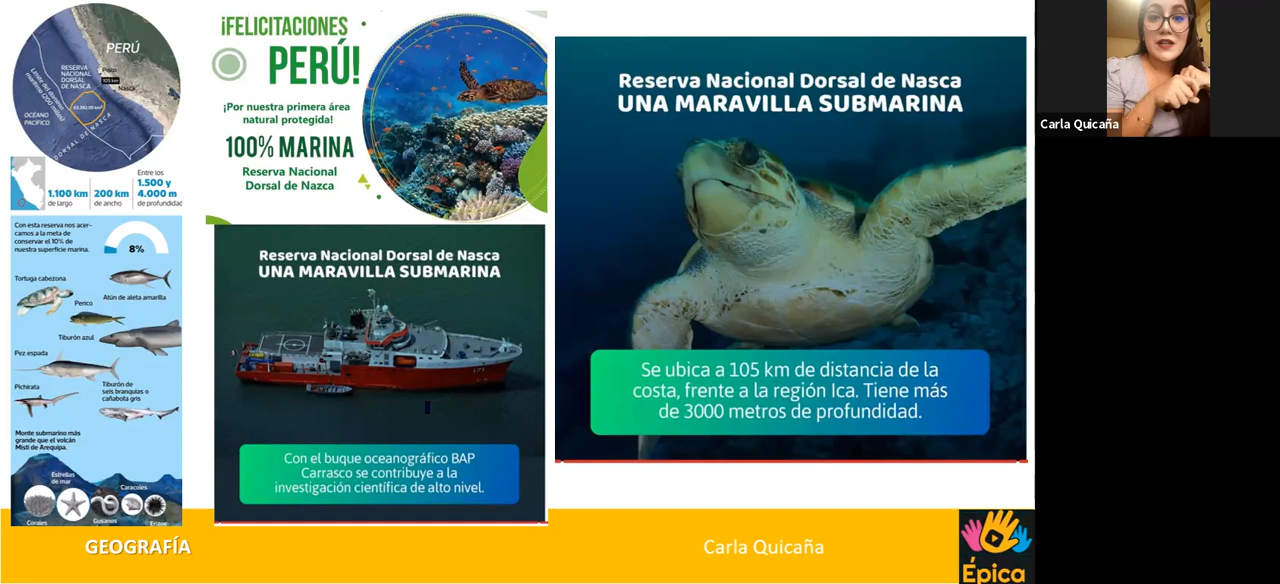 PERÚ
RESERVA
NACIONAL
DORSAL
DE NASCA
Pisco
105 km
Nasca
OCÉANO
PACÍFICO
DORSAL DE NASCA
1.100 km
de largo
200 km
de ancho
Entre los
1.500 y
4.000 m
de profundidad
Con esta reserva nos acer-
camos a la meta de
conservar el 10% de
nuestra superficie marina.
8%
Tortuga cabezona
Atún de aleta amarilla
Perico
Tiburón azul
Pez espada
Pichirata
Tiburón de
seis branquias o
cañabota gris
Monte submarino más
grande que el volcán
Misti de Arequipa.
Estrellas
de mar
Caracoles
Corales
Gusanos
Erizos
¡FELICITACIONES
PERÚ!
¡Por nuestra primera área
natural protegida!
100% MARINA
Reserva Nacional
Dorsal de Nazca
Reserva Nacional Dorsal de Nasca
UNA MARAVILLA SUBMARINA
Con el buque oceanográfico BAP
Carrasco se contribuye a la
investigación científica de alto nivel.
Reserva Nacional Dorsal de Nasca
UNA MARAVILLA SUBMARINA
Se ubica a 105 km de distancia de la
costa, frente a la región Ica. Tiene más
de 3000 metros de profundidad.
Carla Quicaña
GEOGRAFÍA
Carla Quicaña
Épica